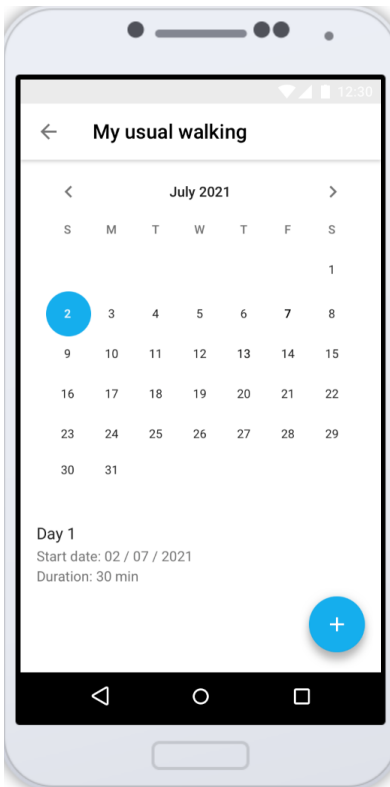 12:30
My usual walking
July 2021
S M T W T F S
1
2 3 4 5 6 7 8
9 10 11 12 13 14 15
16 17 18 19 20 21 22
23 24 25 26 27 28 29
30 31
Day 1
Start date: 02 / 07 / 2021
Duration: 30 min